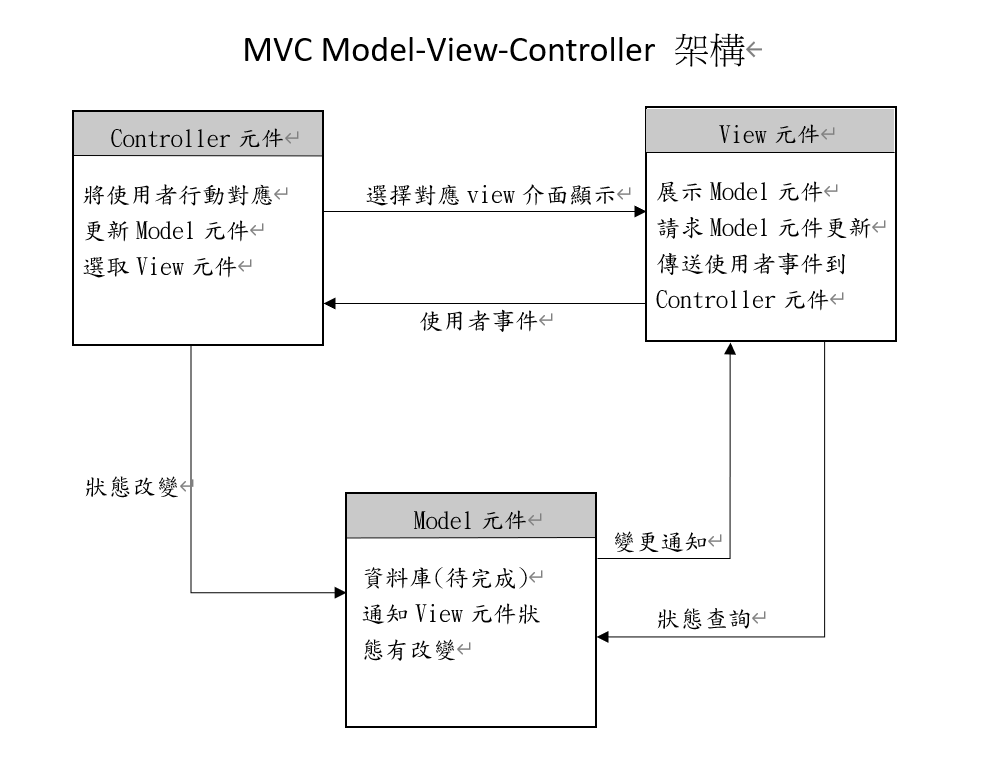 MVC Model-View-Controller 架構
Controller 元件
將使用者行動對應
更新 Model 元件
選取 View 元件
選擇對應 view 介面顯示
使用者事件
View 元件
展示 Model 元件
請求 Model 元件更新
傳送使用者事件到
Controller 元件
狀態改變
Model 元件
資料庫(待完成)
通知 View 元件狀
態有改變
變更通知
狀態查詢